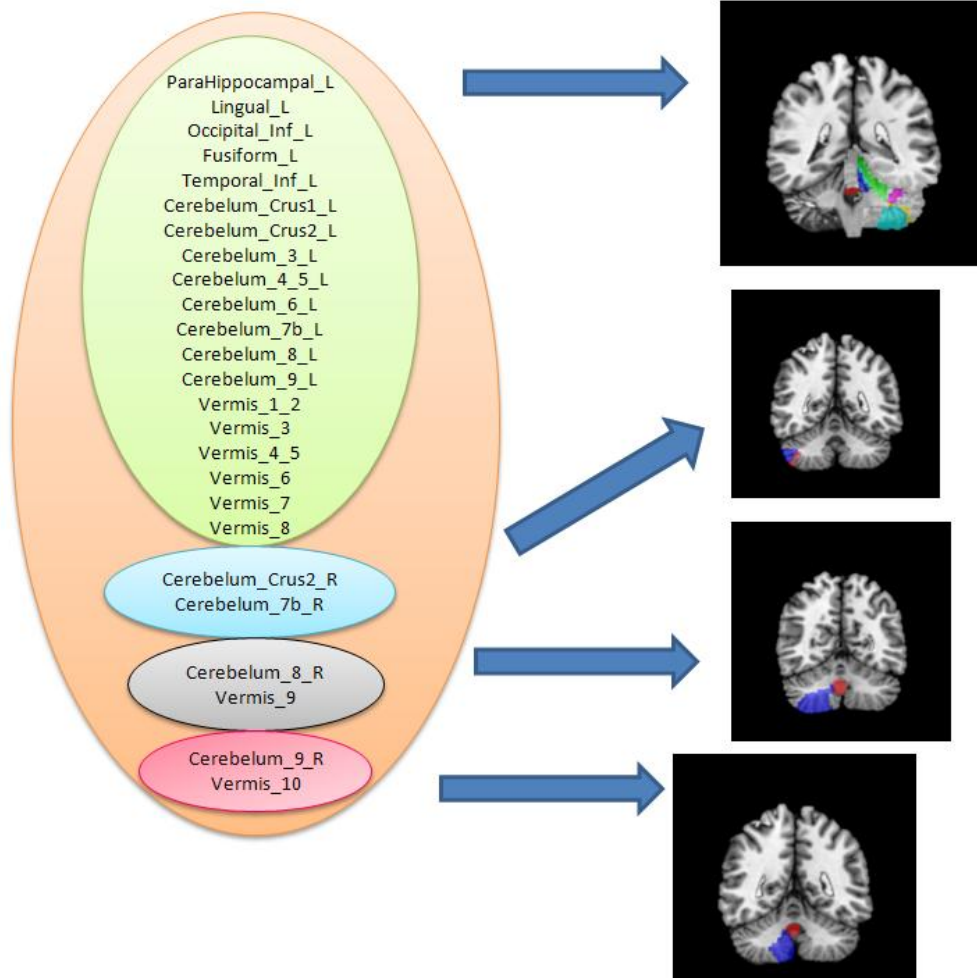 ParaHippocampal_L
Lingual_L
Occipital_Inf_L
Fusiform_L
Temporal_Inf_L
Cerebelum_Crus1_L
Cerebelum_Crus2_L
Cerebelum_3_L
Cerebelum_4_5_L
Cerebelum_6_L
Cerebelum_7b_L
Cerebelum_8_L
Cerebelum_9_L
Vermis_1_2
Vermis_3
Vermis_4_5
Vermis_6
Vermis_7
Vermis_8
Cerebelum_Crus2_R
Cerebelum_7b_R
Cerebelum_8_R
Vermis_9
Cerebelum_9_R
Vermis_10